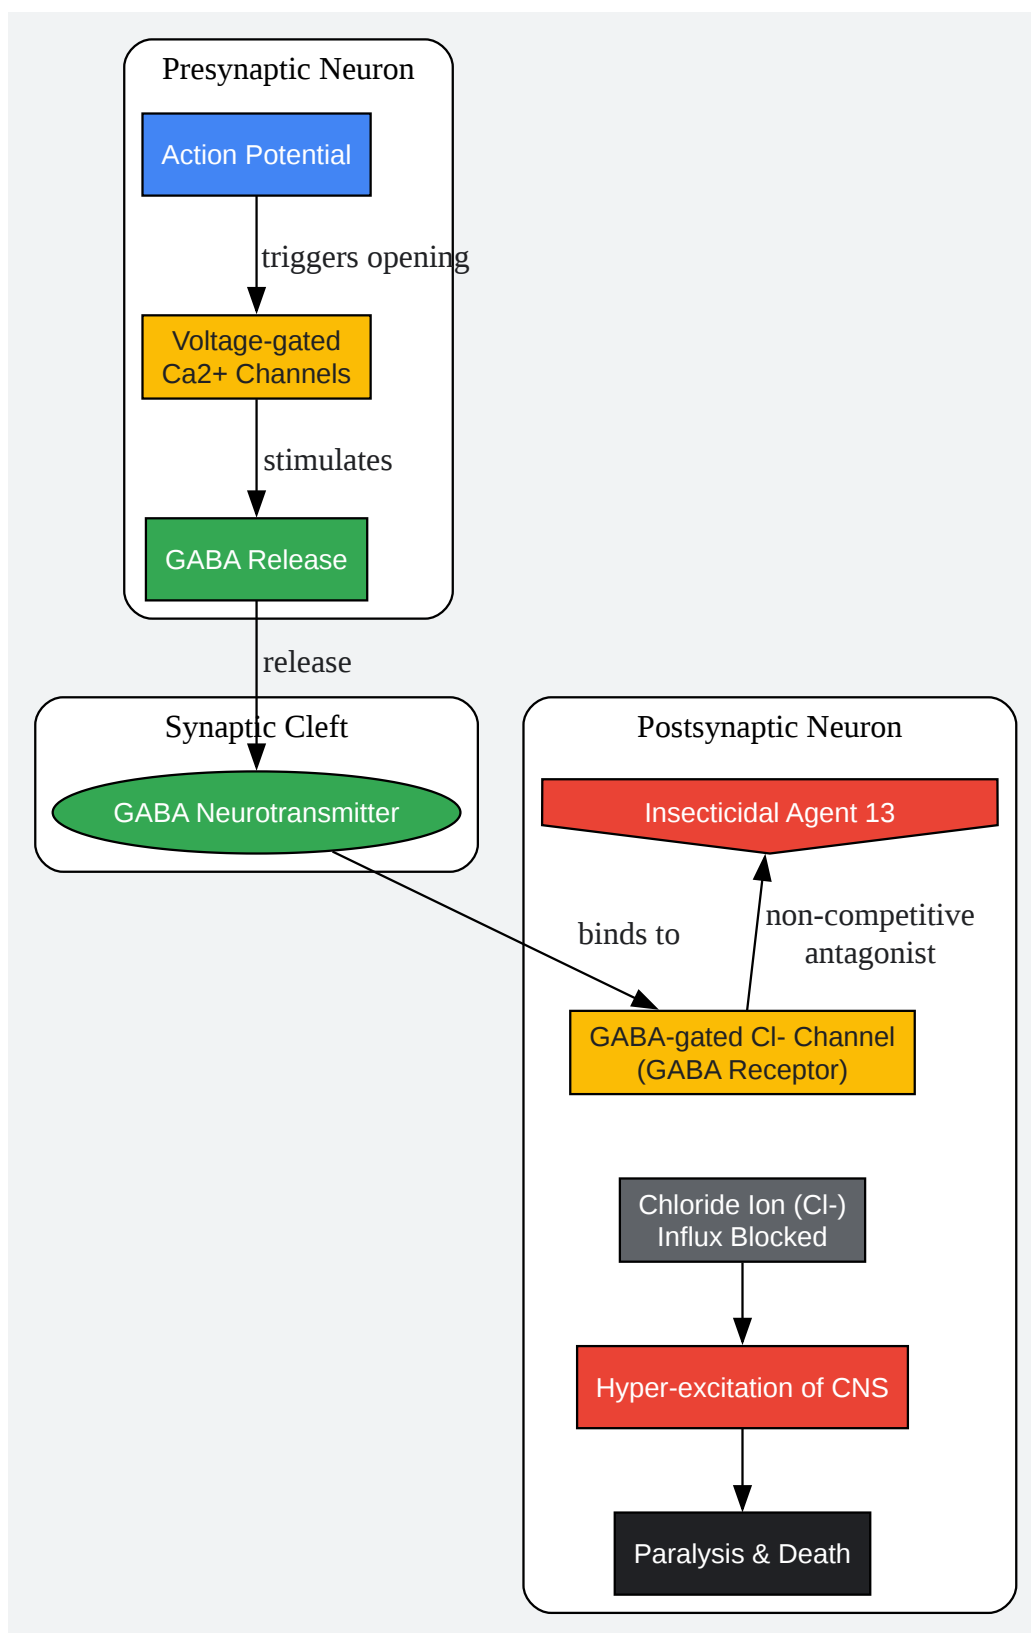 Presynaptic Neuron
Action Potential
triggers opening
Voltage-gated
Ca2+ Channels
stimulates
GABA Release
release
Synaptic Cleft
GABA Neurotransmitter
binds to
Postsynaptic Neuron
Insecticidal Agent 13
non-competitive
antagonist
GABA-gated Cl- Channel
(GABA Receptor)
Chloride Ion (Cl-)
Influx Blocked
Hyper-excitation of CNS
Paralysis & Death